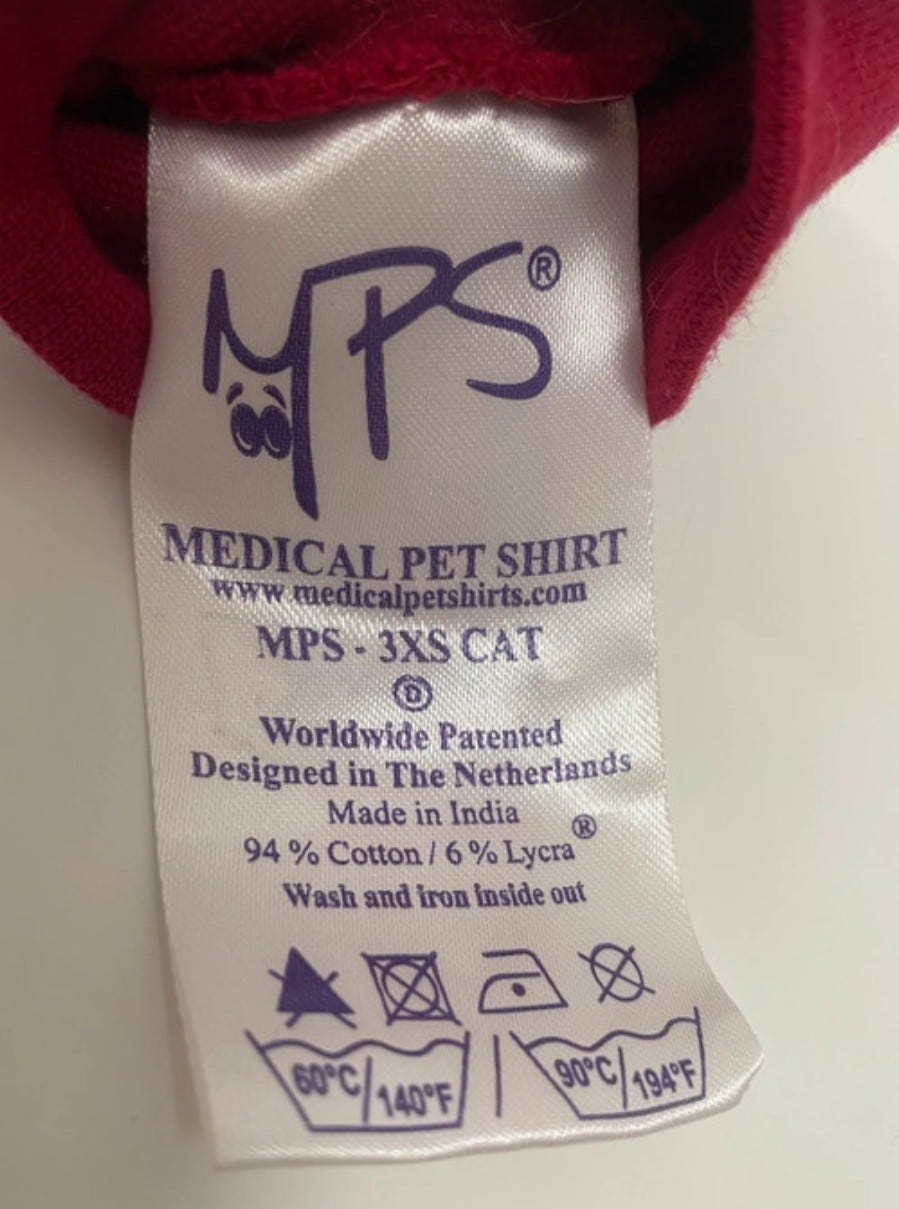 MPS®
MEDICAL PET SHIRT
www.medicalpetshirts.com
MPS - 3XS CAT
Ⓓ
Worldwide Patented
Designed in The Netherlands
Made in India
94 % Cotton / 6 % Lycra®
Wash and iron inside out
60°C/140°F | 90°C/194°F